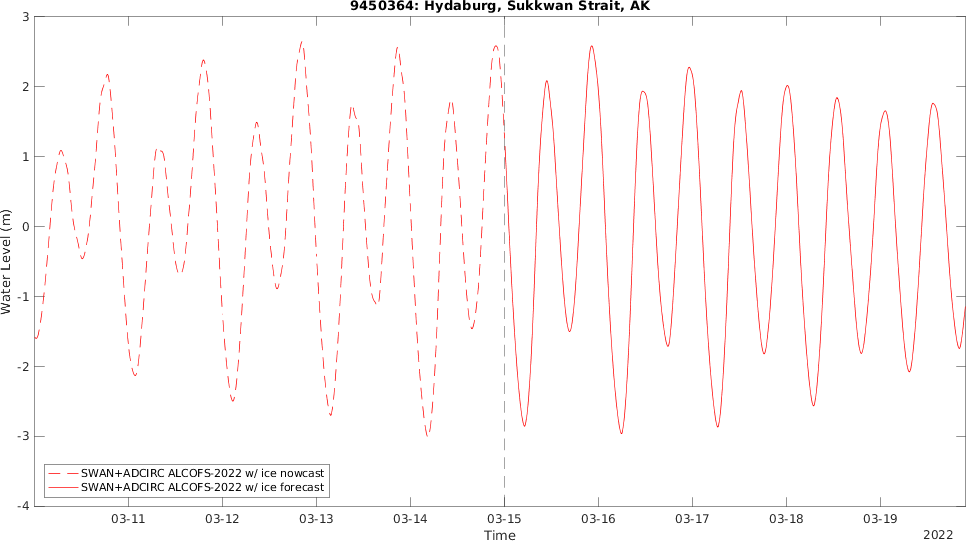 9450364: Hydaburg, Sukkwan Strait, AK
3
2
1
0
-1
-2
-3
-4
Water Level (m)
SWAN+ADCIRC ALCOFS-2022 w/ ice nowcast
SWAN+ADCIRC ALCOFS-2022 w/ ice forecast
03-11 03-12 03-13 03-14 03-15 03-16 03-17 03-18 03-19
Time
2022